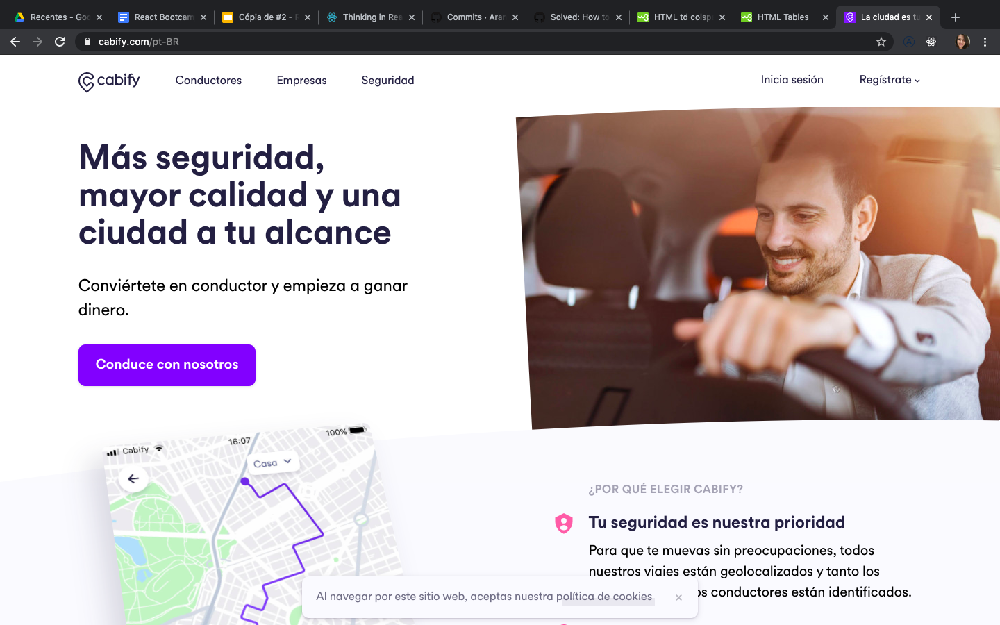 Recentes - Goo
React Bootcam
Cópia de #2 - R
Thinking in Rea
Commits · Aran
Solved: How to
HTML td colspa
HTML Tables
La ciudad es tu
cabify.com/pt-BR
cabify
Conductores
Empresas
Seguridad
Inicia sesión
Regístrate
Más seguridad,
mayor calidad y una
ciudad a tu alcance
Conviértete en conductor y empieza a ganar
dinero.
Conduce con nosotros
Cabify
16:07
100%
Casa
¿POR QUÉ ELEGIR CABIFY?
Tu seguridad es nuestra prioridad
Para que te muevas sin preocupaciones, todos
nuestros viajes están geolocalizados y tanto los
os conductores están identificados.
Al navegar por este sitio web, aceptas nuestra política de cookies